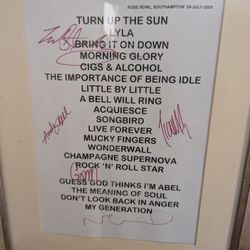 ROSE BOWL, SOUTHAMPTON 09-JULY-2005
TURN UP THE SUN
LYLA
BRING IT ON DOWN
MORNING GLORY
CIGS & ALCOHOL
THE IMPORTANCE OF BEING IDLE
LITTLE BY LITTLE
A BELL WILL RING
ACQUIESCE
SONGBIRD
LIVE FOREVER
MUCKY FINGERS
WONDERWALL
CHAMPAGNE SUPERNOVA
ROCK 'N' ROLL STAR
GUESS GOD THINKS I'M ABEL
THE MEANING OF SOUL
DON'T LOOK BACK IN ANGER
MY GENERATION